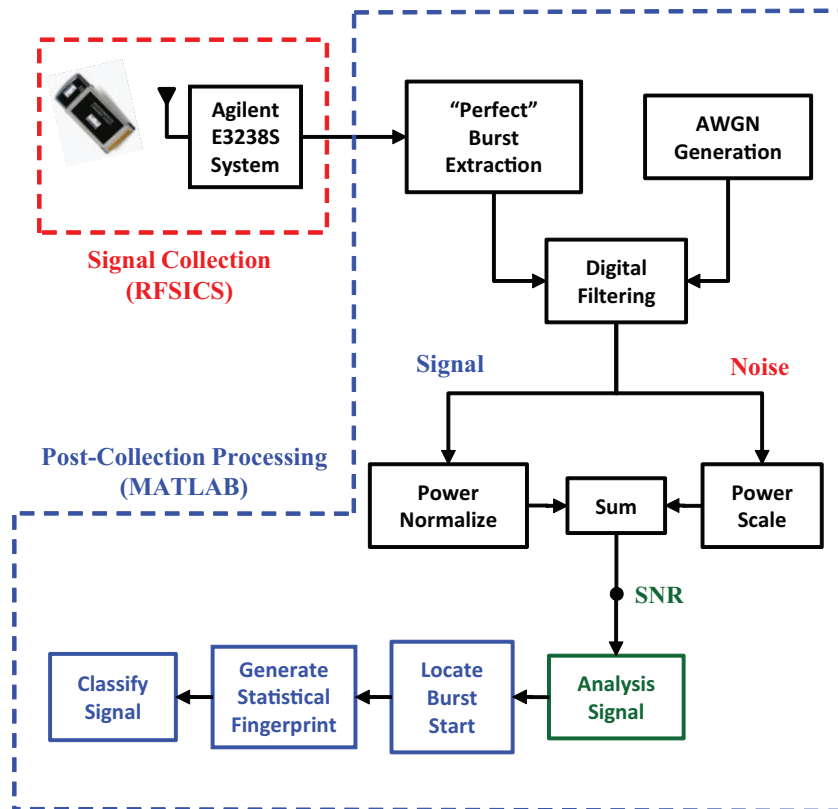 Agilent
E3238S
System
“Perfect”
Burst
Extraction
AWGN
Generation
Signal Collection
(RFSICS)
Digital
Filtering
Signal
Noise
Post-Collection Processing
(MATLAB)
Power
Normalize
Sum
Power
Scale
SNR
Classify
Signal
Generate
Statistical
Fingerprint
Locate
Burst
Start
Analysis
Signal